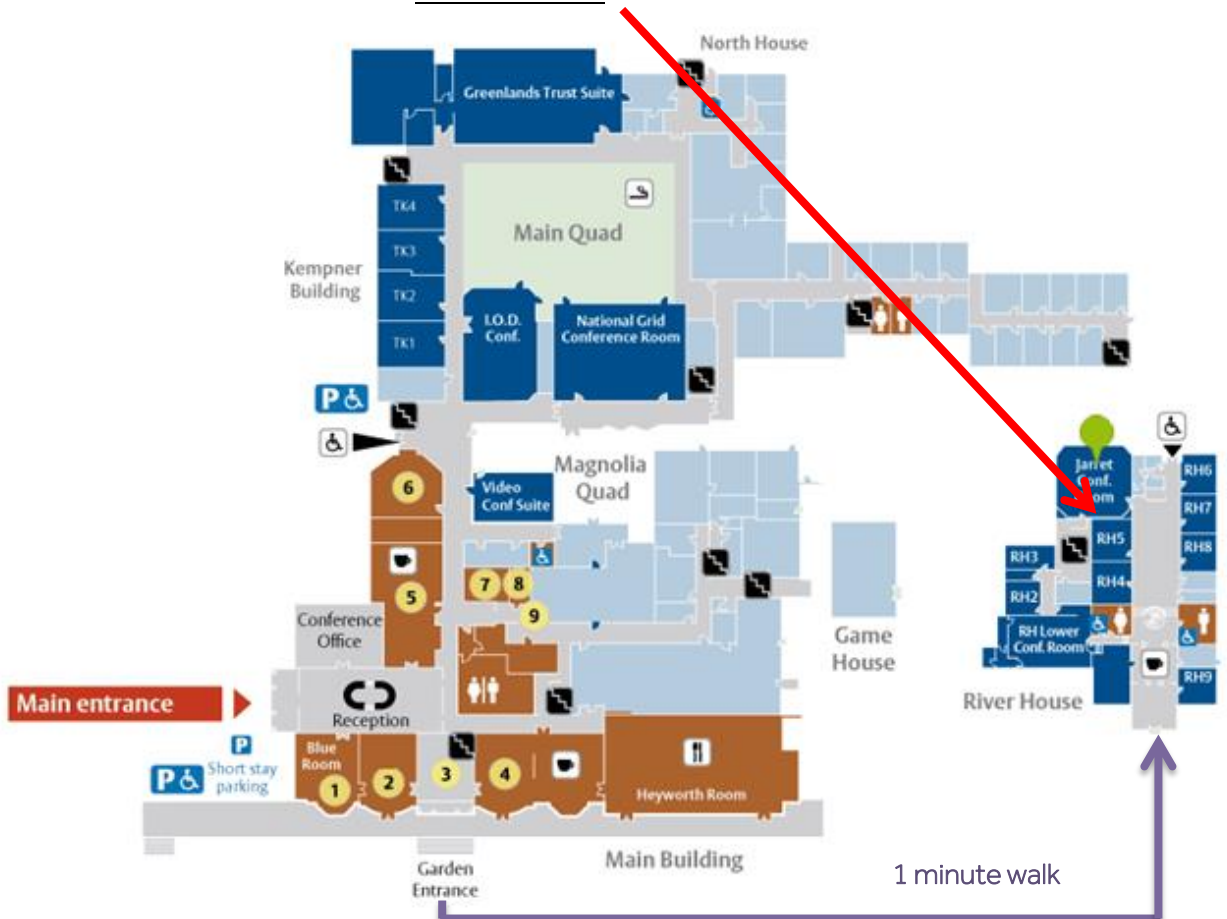 North House
Greenlands Trust Suite
TK4
Main Quad
TK3
Kempner
Building
TK2
I.O.D.
Conf.
National Grid
Conference Room
TK1
P
6
Magnolia
Quad
Video
Conf Suite
Jarret
Conf.
Room
RH6
RH7
RH5
RH8
RH3
RH4
RH2
5
7
8
9
Conference
Office
Game
House
RH Lower
Conf. Room
RH9
River House
Main entrance
Reception
P
Short stay
parking
P
Blue
Room
1
2
3
4
Heyworth Room
Main Building
Garden
Entrance
1 minute walk